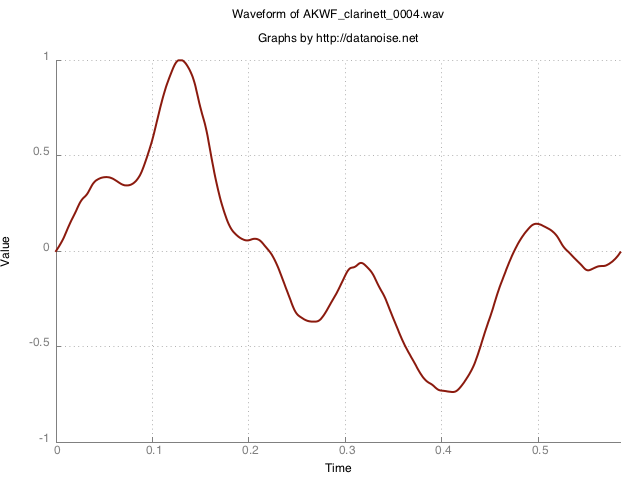 Waveform of AKWF_clarinett_0004.wav
Graphs by http://datanoise.net
1
0.5
0
-0.5
-1
Value
0 0.1 0.2 0.3 0.4 0.5
Time